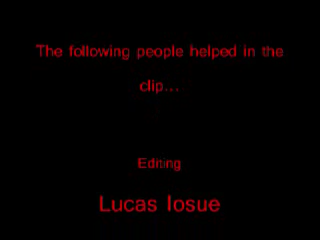 The following people helped in the
clip...
Editing
Lucas Iosue